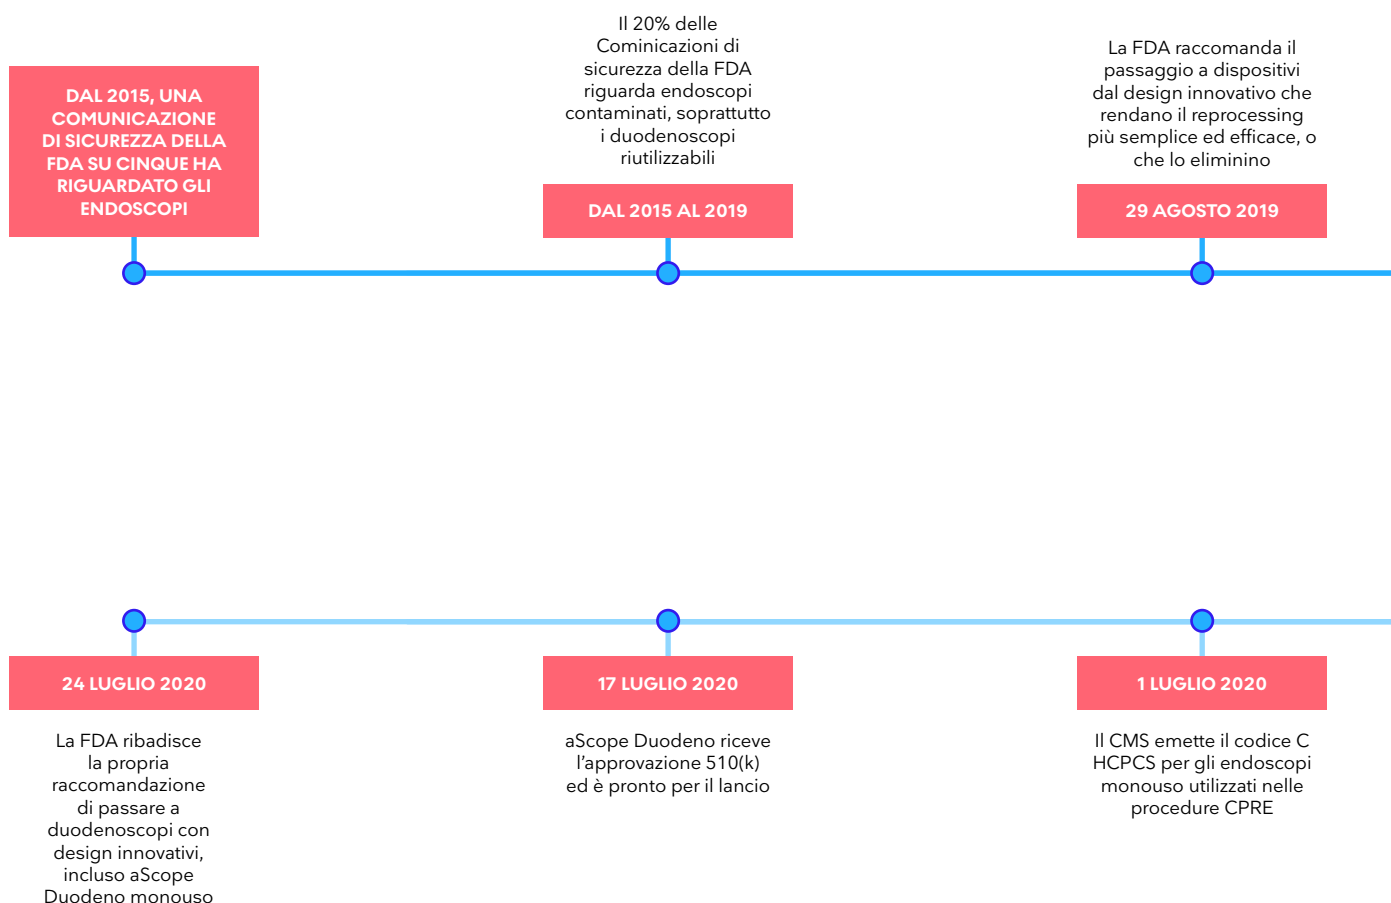 DAL 2015, UNA
COMUNICAZIONE
DI SICUREZZA DELLA
FDA SU CINQUE HA
RIGUARDATO GLI
ENDOSCOPI
Il 20% delle
Cominicazioni di
sicurezza della FDA
riguarda endoscopi
contaminati, soprattutto
i duodenoscopi
riutilizzabili
DAL 2015 AL 2019
La FDA raccomanda il
passaggio a dispositivi
dal design innovativo che
rendano il reprocessing
più semplice ed efficace, o
che lo eliminino
29 AGOSTO 2019
24 LUGLIO 2020
La FDA ribadisce
la propria
raccomandazione
di passare a
duodenoscopi con
design innovativi,
incluso aScope
Duodeno monouso
17 LUGLIO 2020
aScope Duodeno riceve
l’approvazione 510(k)
ed è pronto per il lancio
1 LUGLIO 2020
Il CMS emette il codice C
HCPCS per gli endoscopi
monouso utilizzati nelle
procedure CPRE